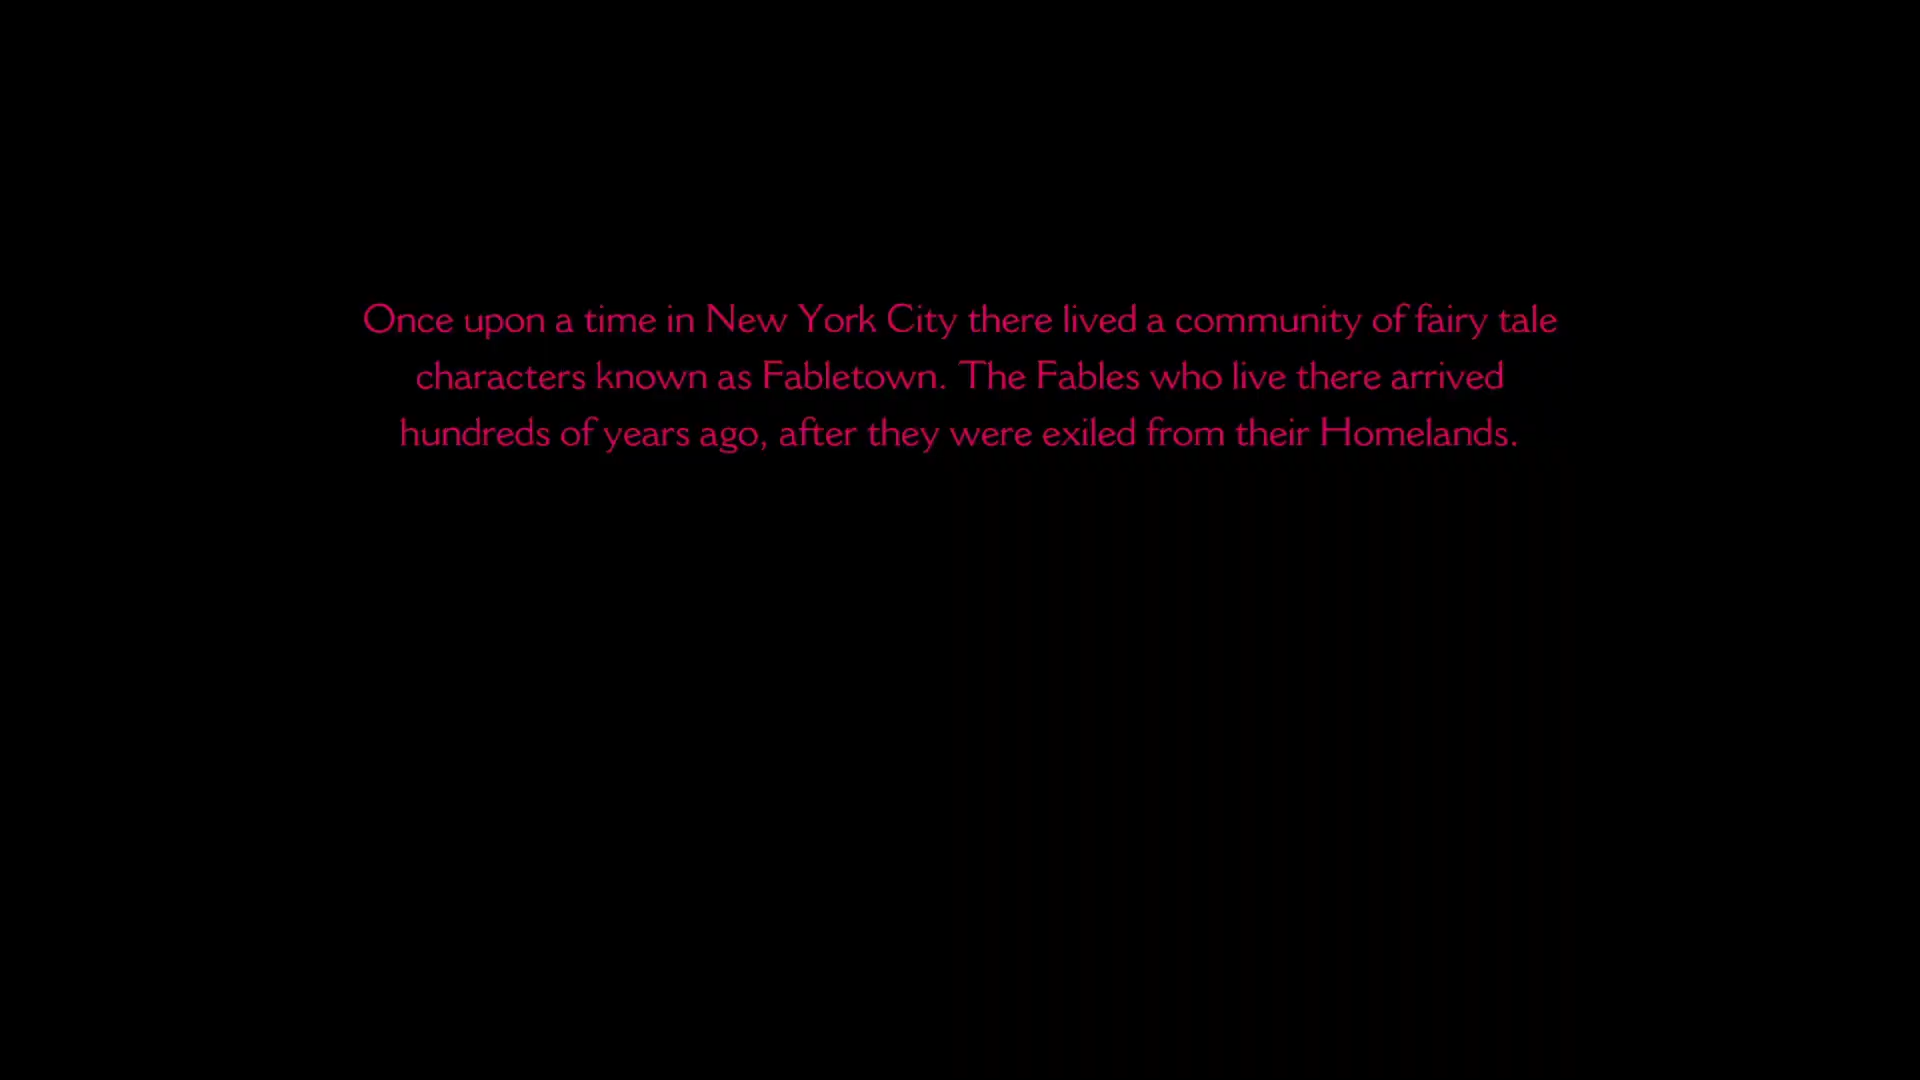 Once upon a time in New York City there lived a community of fairy tale
characters known as Fabletown. The Fables who live there arrived
hundreds of years ago, after they were exiled from their Homelands.